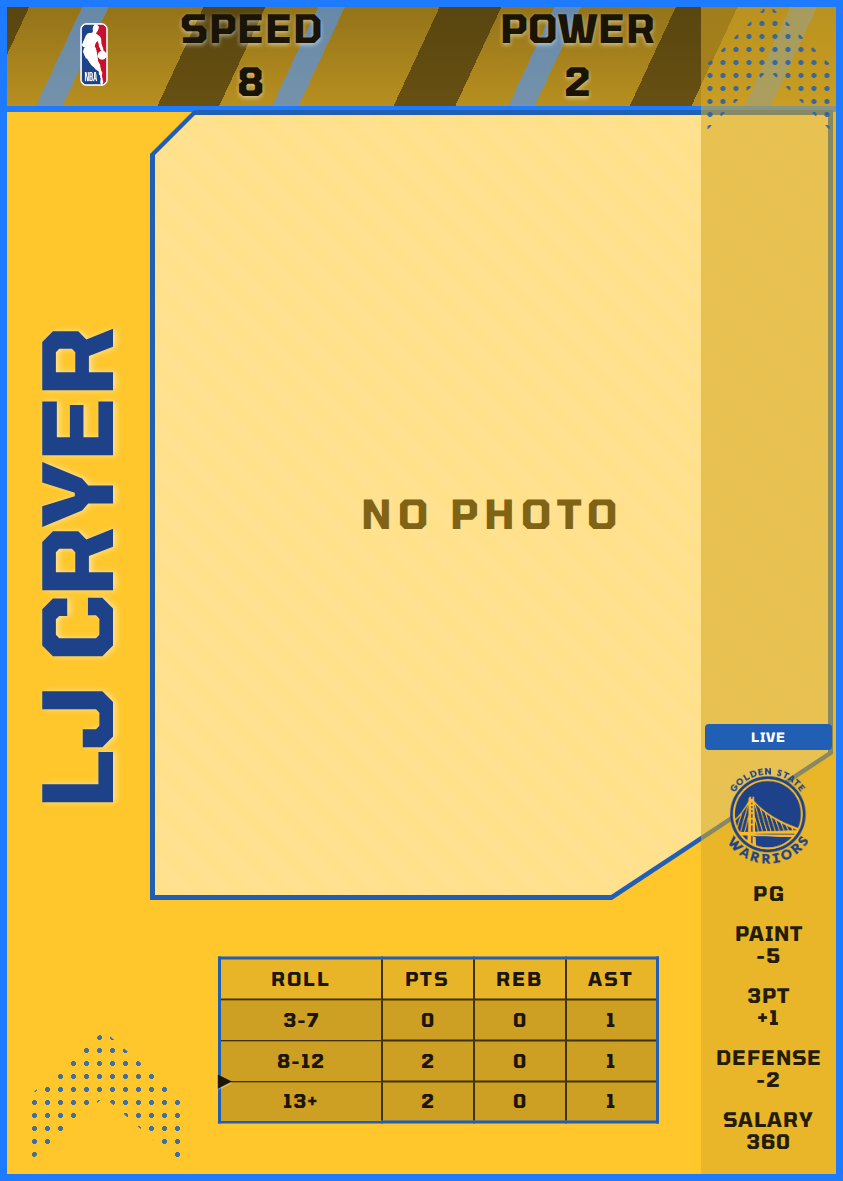 SPEED
8
POWER
2
NBA
LJ CRYER
NO PHOTO
LIVE
GOLDEN STATE
WARRIORS
PG
PAINT
-5
3PT
+1
DEFENSE
-2
SALARY
360
ROLL PTS REB AST
3-7 0 0 1
8-12 2 0 1
13+ 2 0 1